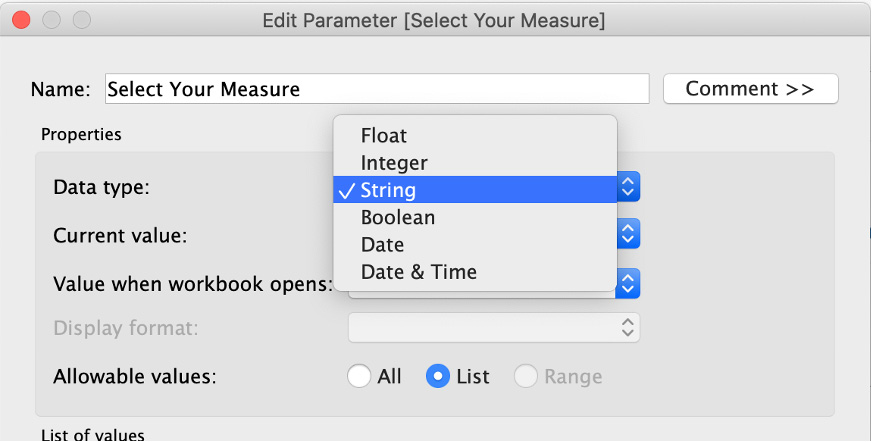 Edit Parameter [Select Your Measure]
Name: Select Your Measure Comment >>
Properties
Float
Integer
Data type: String
Boolean
Current value:
Date
Date & Time
Value when workbook opens:
Display format:
Allowable values: All List Range
List of values